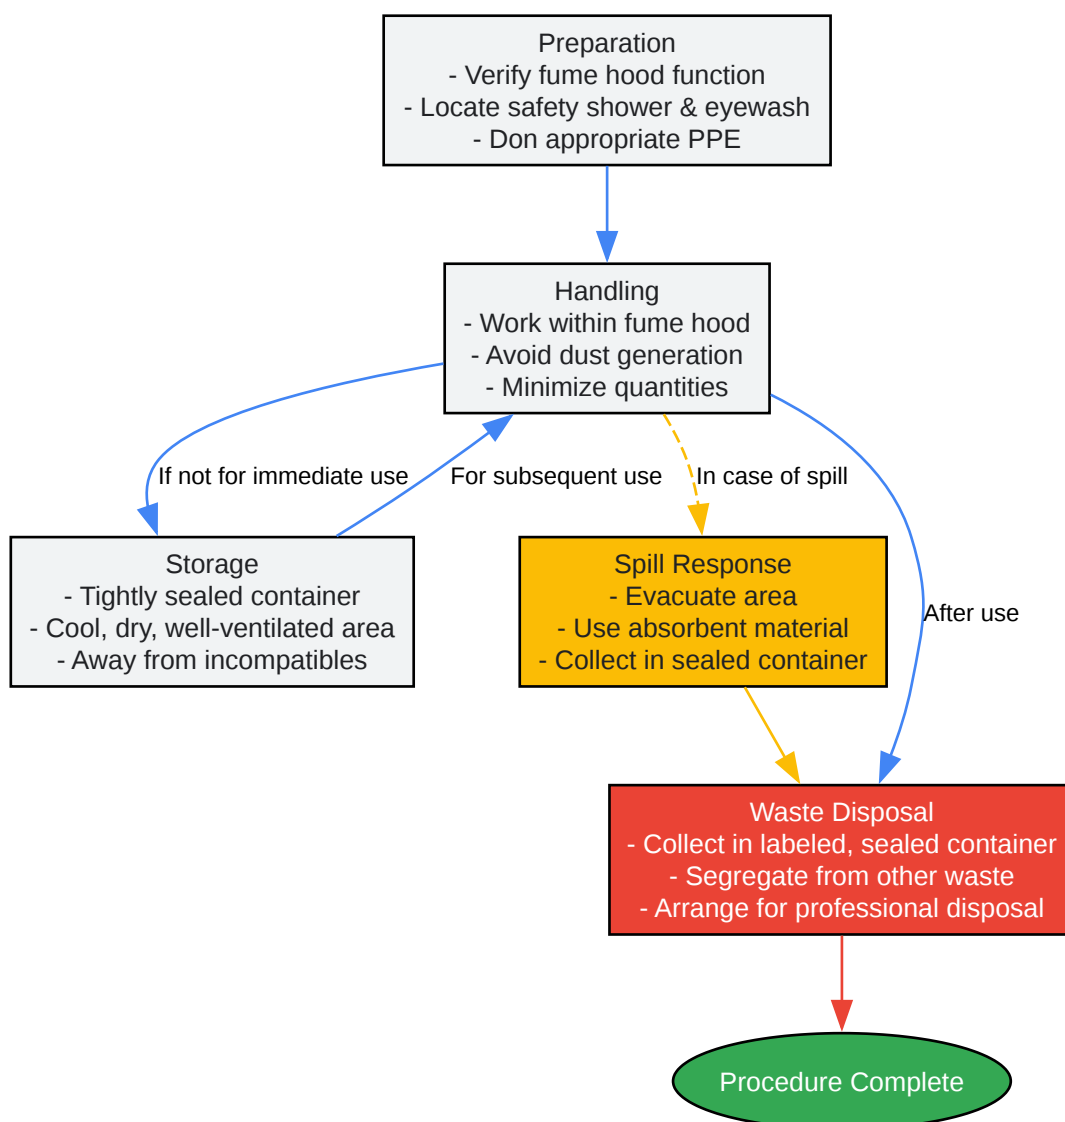 Preparation
- Verify fume hood function
- Locate safety shower & eyewash
- Don appropriate PPE
Handling
- Work within fume hood
- Avoid dust generation
- Minimize quantities
If not for immediate use
For subsequent use
In case of spill
Storage
- Tightly sealed container
- Cool, dry, well-ventilated area
- Away from incompatibles
Spill Response
- Evacuate area
- Use absorbent material
- Collect in sealed container
After use
Waste Disposal
- Collect in labeled, sealed container
- Segregate from other waste
- Arrange for professional disposal
Procedure Complete